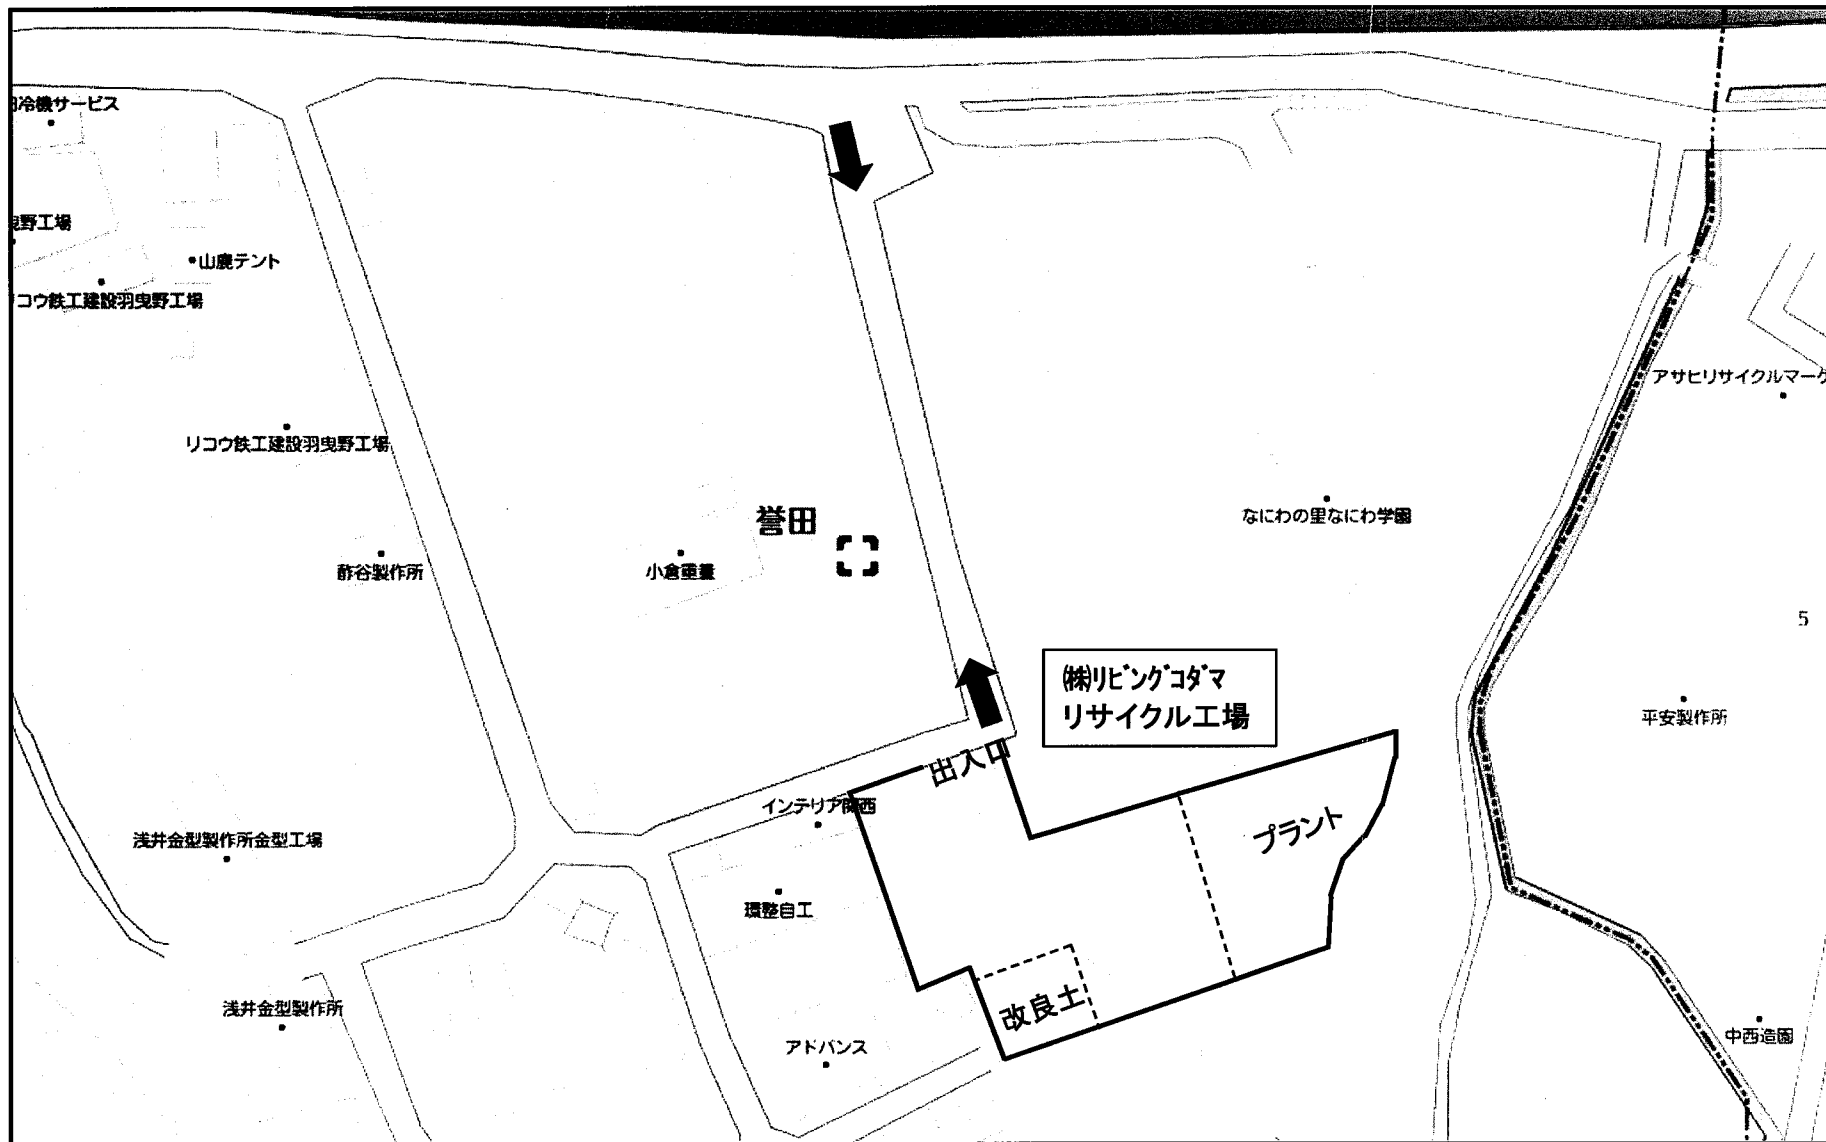 冷機サービス
曳野工場
山鹿テント
リコウ鉄工建設羽曳野工場
アサヒリサイクルマーケ
リコウ鉄工建設羽曳野工場
なにわの里なにわ学園
誉田
酢谷製作所
小倉重量
5
㈱リビングコダマ
リサイクル工場
平安製作所
出入口
インテリア関西
プラント
浅井金型製作所金型工場
環整自工
改良土
浅井金型製作所
アドバンス
中西造園